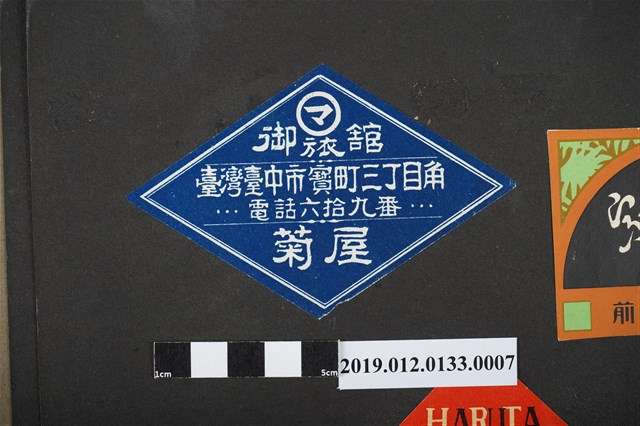 マ
御旅館
臺灣臺中市寶町三丁目角
…電話六拾九番…
菊屋
前
1cm
5cm
2019.012.0133.0007
HARUTA